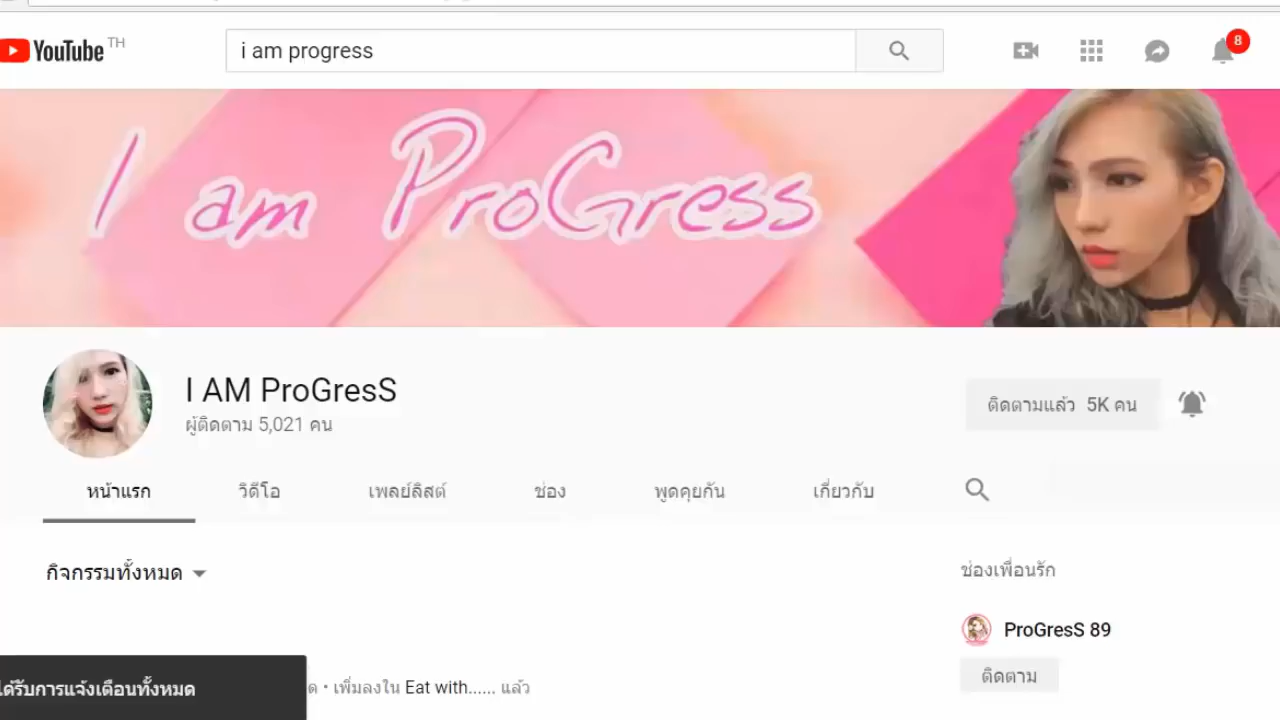 YouTube TH
i am progress
8
I am ProGress
I AM ProGresS
ผู้ติดตาม 5,021 คน
ติดตามแล้ว 5K คน
หน้าแรก วิดีโอ เพลย์ลิสต์ ช่อง พูดคุยกัน เกี่ยวกับ
กิจกรรมทั้งหมด
ช่องเพื่อนรัก
ProGresS 89
ติดตาม
ได้รับการแจ้งเตือนทั้งหมด
• เพิ่มลงใน Eat with...... แล้ว